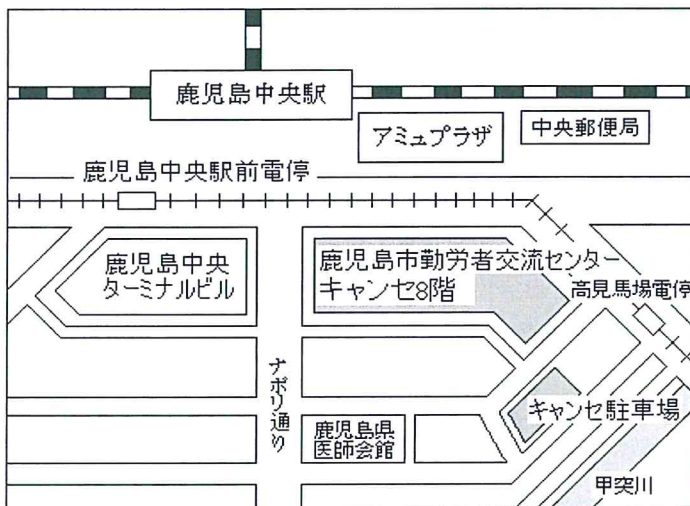 鹿児島中央駅
アミュプラザ
中央郵便局
鹿児島中央駅前電停
鹿児島中央
ターミナルビル
鹿児島市勤労者交流センター
キャンセ8階
高見馬場電停
ナポリ通り
鹿児島県
医師会館
キャンセ駐車場
甲突川